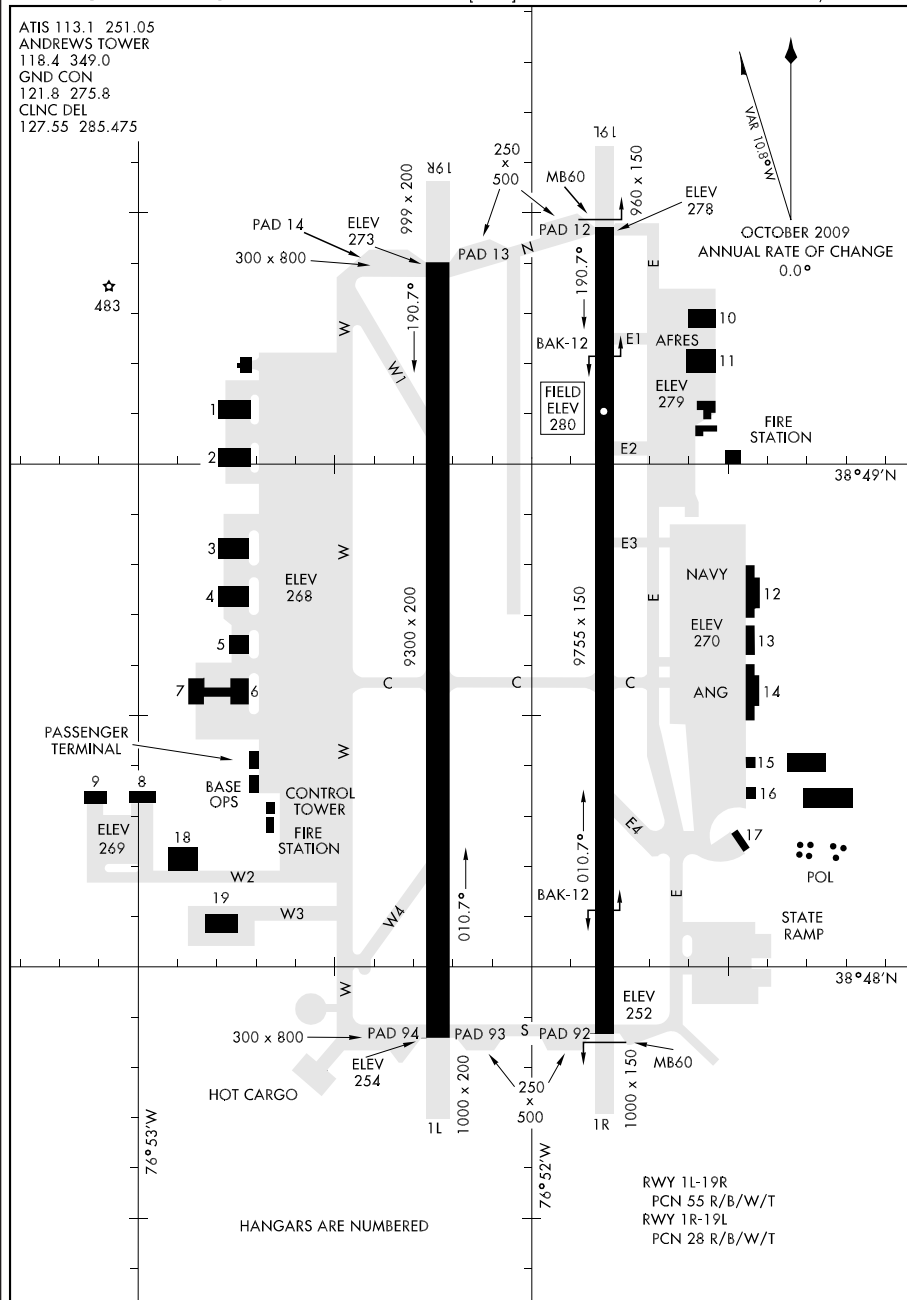 ATIS 113.1 251.05
ANDREWS TOWER
118.4 349.0
GND CON
121.8 275.8
CLNC DEL
127.55 285.475
VAR 10.8°W
OCTOBER 2009
ANNUAL RATE OF CHANGE
0.0°
19R
19L
999 x 200
960 x 150
250
x
500
MB60
ELEV
278
PAD 14
ELEV
273
300 x 800
PAD 13
N
PAD 12
E
483
W
190.7°
190.7°
W1
BAK-12
E1
AFRES
10
11
ELEV
279
FIELD
ELEV
280
1
2
E2
FIRE
STATION
38°49'N
3
4
5
W
ELEV
268
E3
E
NAVY
12
ELEV
270
13
9300 x 200
9755 x 150
7
6
C
C
C
ANG
14
PASSENGER
TERMINAL
W
15
9
8
BASE
OPS
CONTROL
TOWER
FIRE
STATION
16
ELEV
269
18
E4
17
POL
W2
010.7°
010.7°
E
19
W3
W4
BAK-12
STATE
RAMP
38°48'N
W
ELEV
252
300 x 800
PAD 94
PAD 93
S
PAD 92
ELEV
254
MB60
HOT CARGO
1000 x 200
250
x
500
1000 x 150
1L
1R
76°53'W
76°52'W
RWY 1L-19R
PCN 55 R/B/W/T
RWY 1R-19L
PCN 28 R/B/W/T
HANGARS ARE NUMBERED